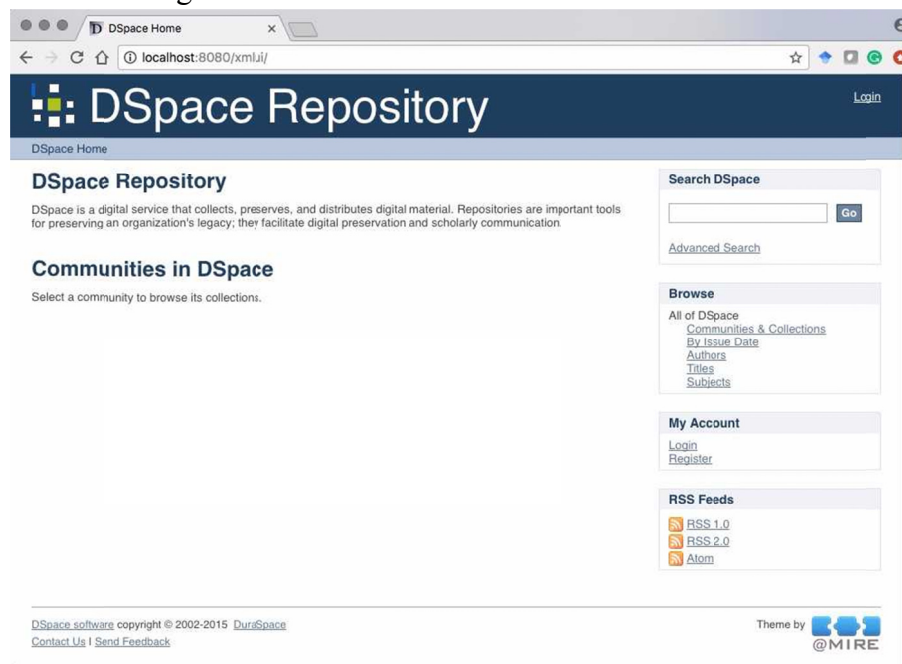 DSpace Home
localhost:8080/xmlui/
DSpace Repository
Login
DSpace Home
DSpace Repository
DSpace is a digital service that collects, preserves, and distributes digital material. Repositories are important tools
for preserving an organization's legacy; they facilitate digital preservation and scholarly communication.
Communities in DSpace
Select a community to browse its collections.
Search DSpace
Go
Advanced Search
Browse
All of DSpace
Communities & Collections
By Issue Date
Authors
Titles
Subjects
My Account
Login
Register
RSS Feeds
RSS 1.0
RSS 2.0
Atom
DSpace software copyright © 2002-2015 DuraSpace
Contact Us | Send Feedback
Theme by
@MIRE